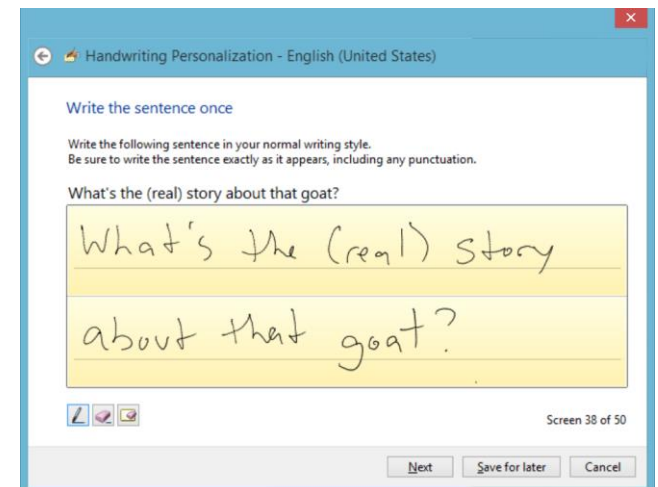 Handwriting Personalization - English (United States)
Write the sentence once
Write the following sentence in your normal writing style.
Be sure to write the sentence exactly as it appears, including any punctuation.
What's the (real) story about that goat?
What's the (real) story
about that goat?
Screen 38 of 50
Next Save for later Cancel